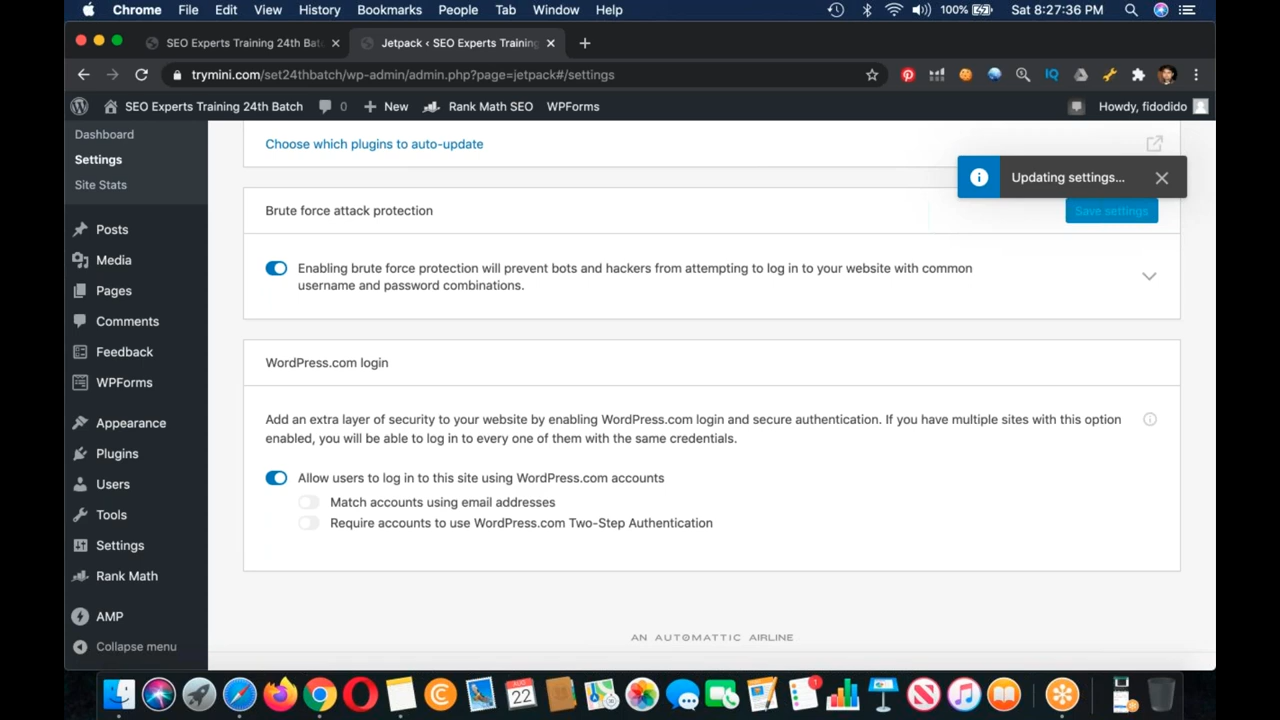 Chrome File Edit View History Bookmarks People Tab Window Help 100% Sat 8:27:36 PM
SEO Experts Training 24th Bat Jetpack ‹ SEO Experts Training
trymini.com/set24thbatch/wp-admin/admin.php?page=jetpack#/settings IQ
SEO Experts Training 24th Batch 0 New Rank Math SEO WPForms Howdy, fidodido
Dashboard
Settings
Site Stats
Posts
Media
Pages
Comments
Feedback
WPForms
Appearance
Plugins
Users
Tools
Settings
Rank Math
AMP
Collapse menu
Choose which plugins to auto-update
Updating settings...
Brute force attack protection
Save settings
Enabling brute force protection will prevent bots and hackers from attempting to log in to your website with common
username and password combinations.
WordPress.com login
Add an extra layer of security to your website by enabling WordPress.com login and secure authentication. If you have multiple sites with this option
enabled, you will be able to log in to every one of them with the same credentials.
Allow users to log in to this site using WordPress.com accounts
Match accounts using email addresses
Require accounts to use WordPress.com Two-Step Authentication
AN AUTOMATTIC AIRLINE
AUG
22
1